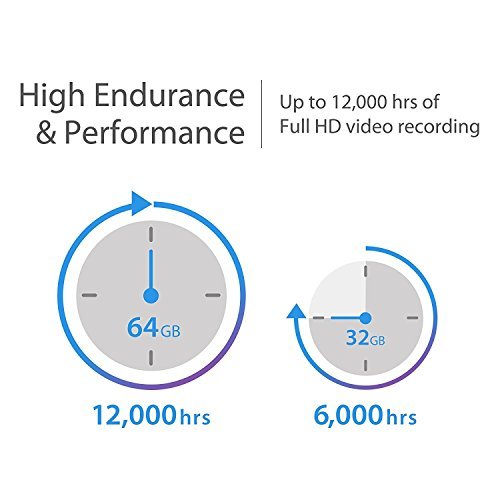 High Endurance
& Performance
Up to 12,000 hrs of
Full HD video recording
64GB
32GB
12,000hrs
6,000hrs